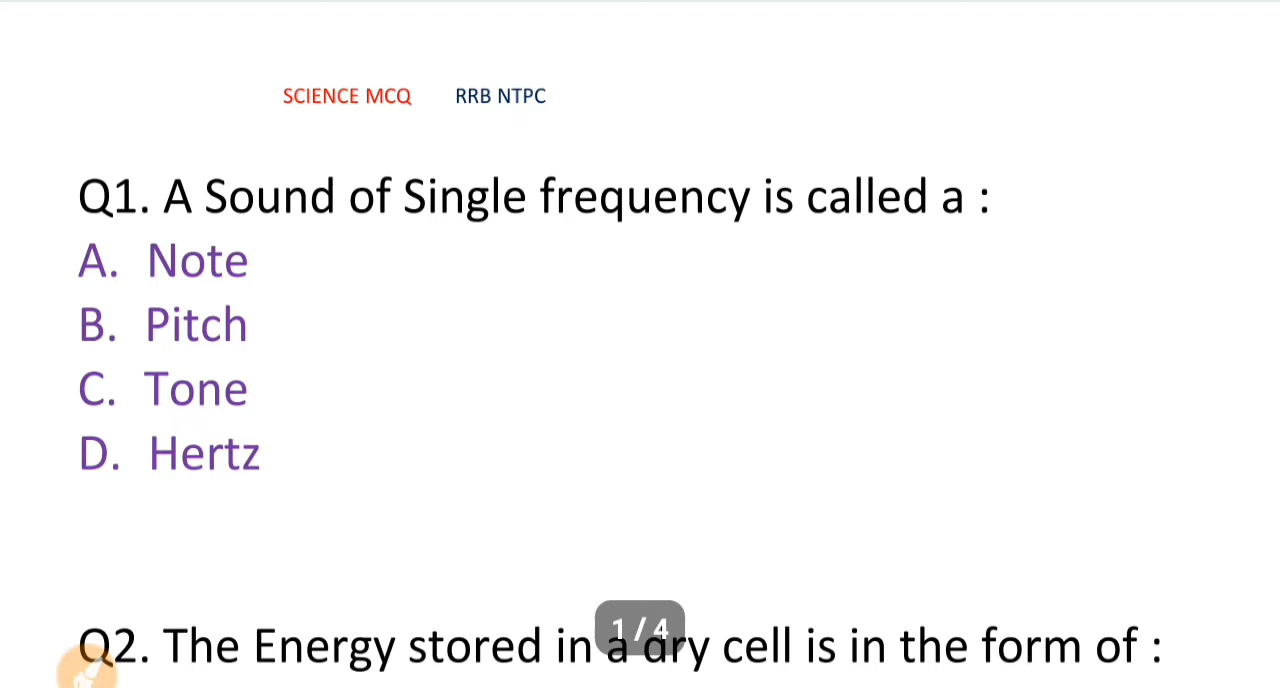 SCIENCE MCQ RRB NTPC
Q1. A Sound of Single frequency is called a :
A. Note
B. Pitch
C. Tone
D. Hertz
1 / 4
Q2. The Energy stored in a dry cell is in the form of :